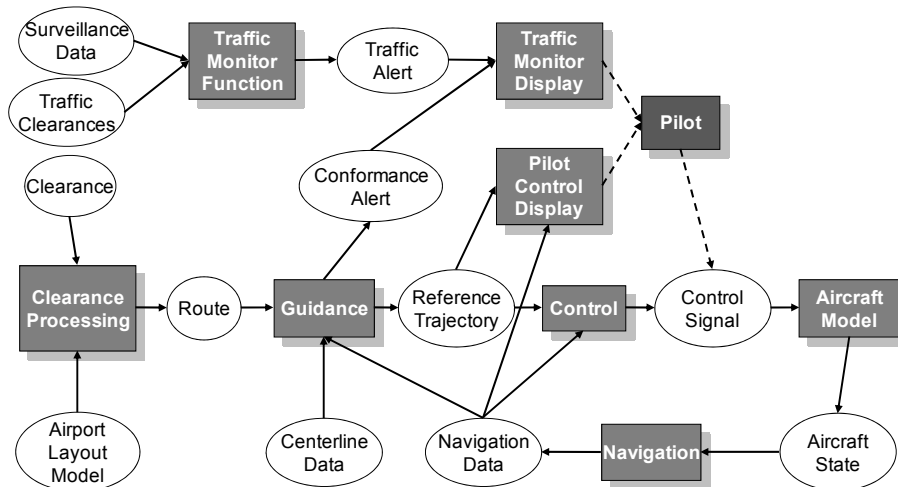 Surveillance
Data
Traffic
Monitor
Function
Traffic
Alert
Traffic
Monitor
Display
Traffic
Clearances
Pilot
Clearance
Conformance
Alert
Pilot
Control
Display
Clearance
Processing
Route
Guidance
Reference
Trajectory
Control
Control
Signal
Aircraft
Model
Airport
Layout
Model
Centerline
Data
Navigation
Data
Navigation
Aircraft
State